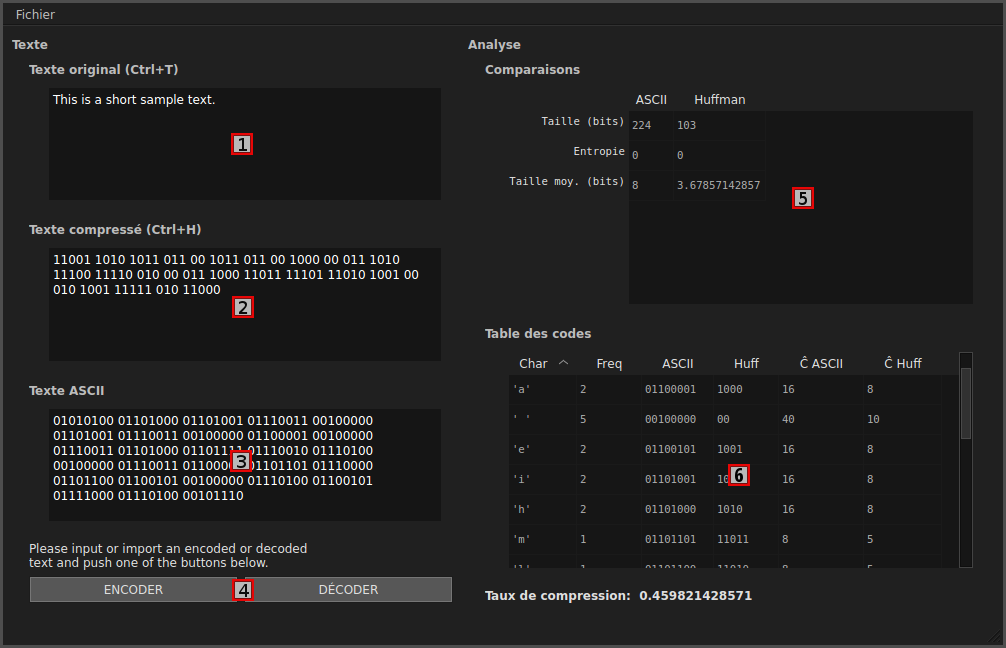 Fichier
Texte
Texte original (Ctrl+T)
This is a short sample text.
1
Texte compressé (Ctrl+H)
11001 1010 1011 011 00 1011 011 00 1000 00 011 1010
11100 11110 010 00 011 1000 11011 11101 11010 1001 00
010 1001 11111 010 11000
2
Texte ASCII
01010100 01101000 01101001 01110011 00100000
01101001 01110011 00100000 01100001 00100000
01110011 01101000 01101111 01110010 01110100
00100000 01110011 01100001 01101101 01110000
01101100 01100101 00100000 01110100 01100101
01111000 01110100 00101110
3
Please input or import an encoded or decoded
text and push one of the buttons below.
ENCODER 4 DÉCODER
Analyse
Comparaisons
ASCII Huffman
Taille (bits) 224 103
Entropie 0 0
Taille moy. (bits) 8 3.67857142857
5
Table des codes
Char Freq ASCII Huff Ĉ ASCII Ĉ Huff
'a' 2 01100001 1000 16 8
' ' 5 00100000 00 40 10
'e' 2 01100101 1001 16 8
'i' 2 01101001 16 8
6
'h' 2 01101000 1010 16 8
'm' 1 01101101 11011 8 5
'l' 1 01101100 11010 8 5
Taux de compression: 0.459821428571